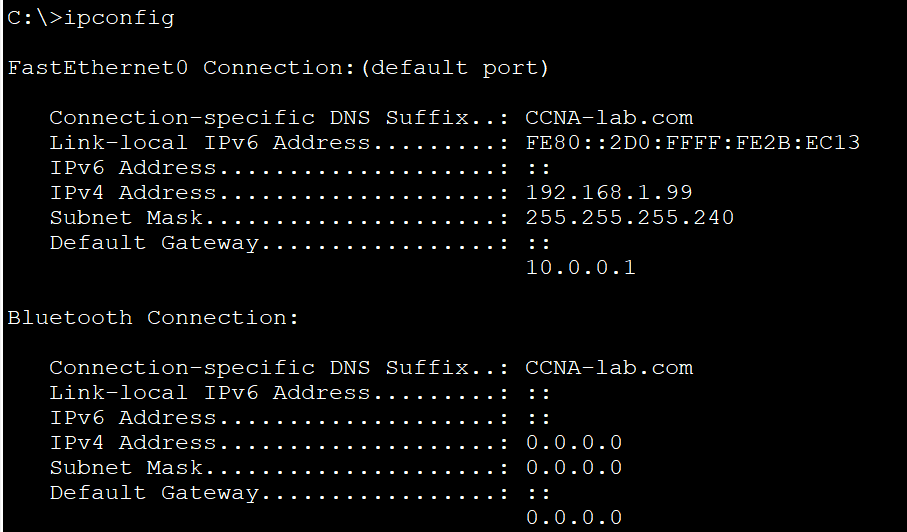 C:\>ipconfig
FastEthernet0 Connection:(default port)
Connection-specific DNS Suffix..: CCNA-lab.com
Link-local IPv6 Address.........: FE80::2D0:FFFF:FE2B:EC13
IPv6 Address....................: ::
IPv4 Address....................: 192.168.1.99
Subnet Mask.....................: 255.255.255.240
Default Gateway.................: ::
10.0.0.1
Bluetooth Connection:
Connection-specific DNS Suffix..: CCNA-lab.com
Link-local IPv6 Address.........: ::
IPv6 Address....................: ::
IPv4 Address....................: 0.0.0.0
Subnet Mask.....................: 0.0.0.0
Default Gateway.................: ::
0.0.0.0